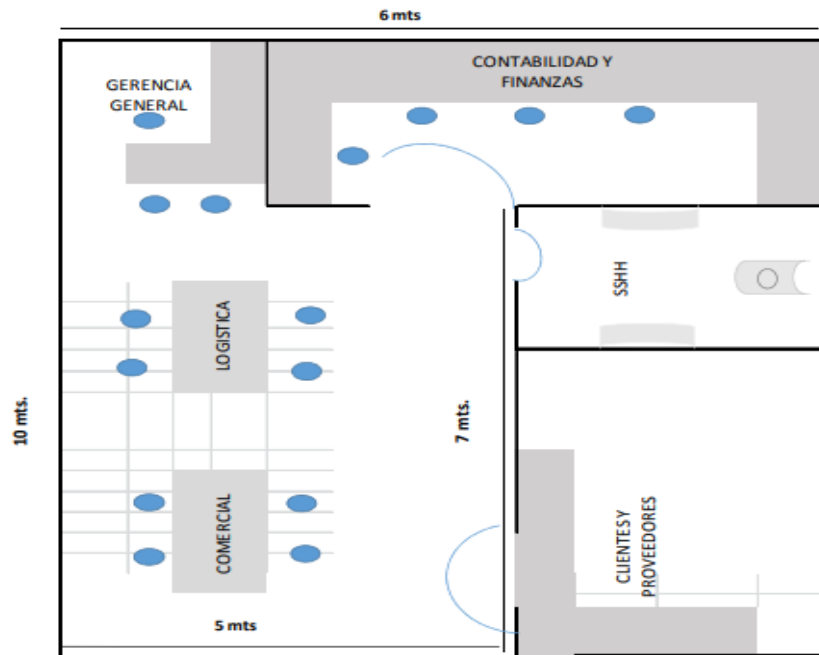 6 mts
CONTABILIDAD Y
FINANZAS
GERENCIA
GENERAL
SSHH
LOGISTICA
10 mts.
7 mts.
COMERCIAL
CLIENTES Y
PROVEEDORES
5 mts